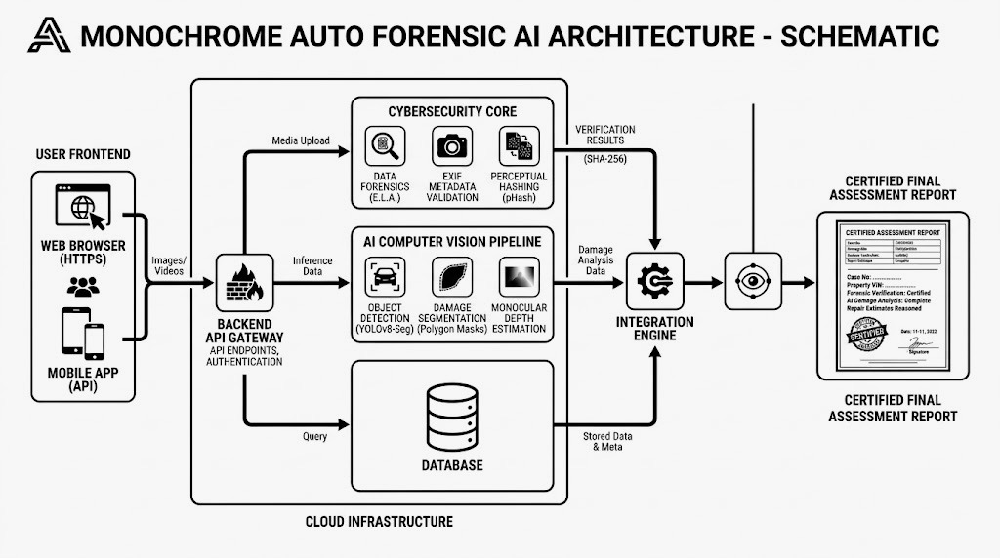 MONOCHROME AUTO FORENSIC AI ARCHITECTURE - SCHEMATIC
USER FRONTEND
WEB BROWSER
(HTTPS)
MOBILE APP
(API)
Images/
Videos
BACKEND
API GATEWAY
API ENDPOINTS,
AUTHENTICATION
Media Upload
Inference
Data
Query
CYBERSECURITY CORE
DATA
FORENSICS
(E.L.A.)
EXIF
METADATA
VALIDATION
PERCEPTUAL
HASHING
(pHash)
AI COMPUTER VISION PIPELINE
OBJECT
DETECTION
(YOLOv8-Seg)
DAMAGE
SEGMENTATION
(Polygon Masks)
MONOCULAR
DEPTH
ESTIMATION
DATABASE
CLOUD INFRASTRUCTURE
VERIFICATION
RESULTS
(SHA-256)
Damage
Analysis
Data
Stored Data
& Meta
INTEGRATION
ENGINE
CERTIFIED FINAL
ASSESSMENT REPORT
CERTIFIED ASSESSMENT REPORT
Case No: ................
Property VIN: ................
Forensic Verification: Certified
AI Damage Analysis: Complete
Repair Estimates Reasoned
Date: 11-11, 2022
Signature
CERTIFIED FINAL
ASSESSMENT REPORT